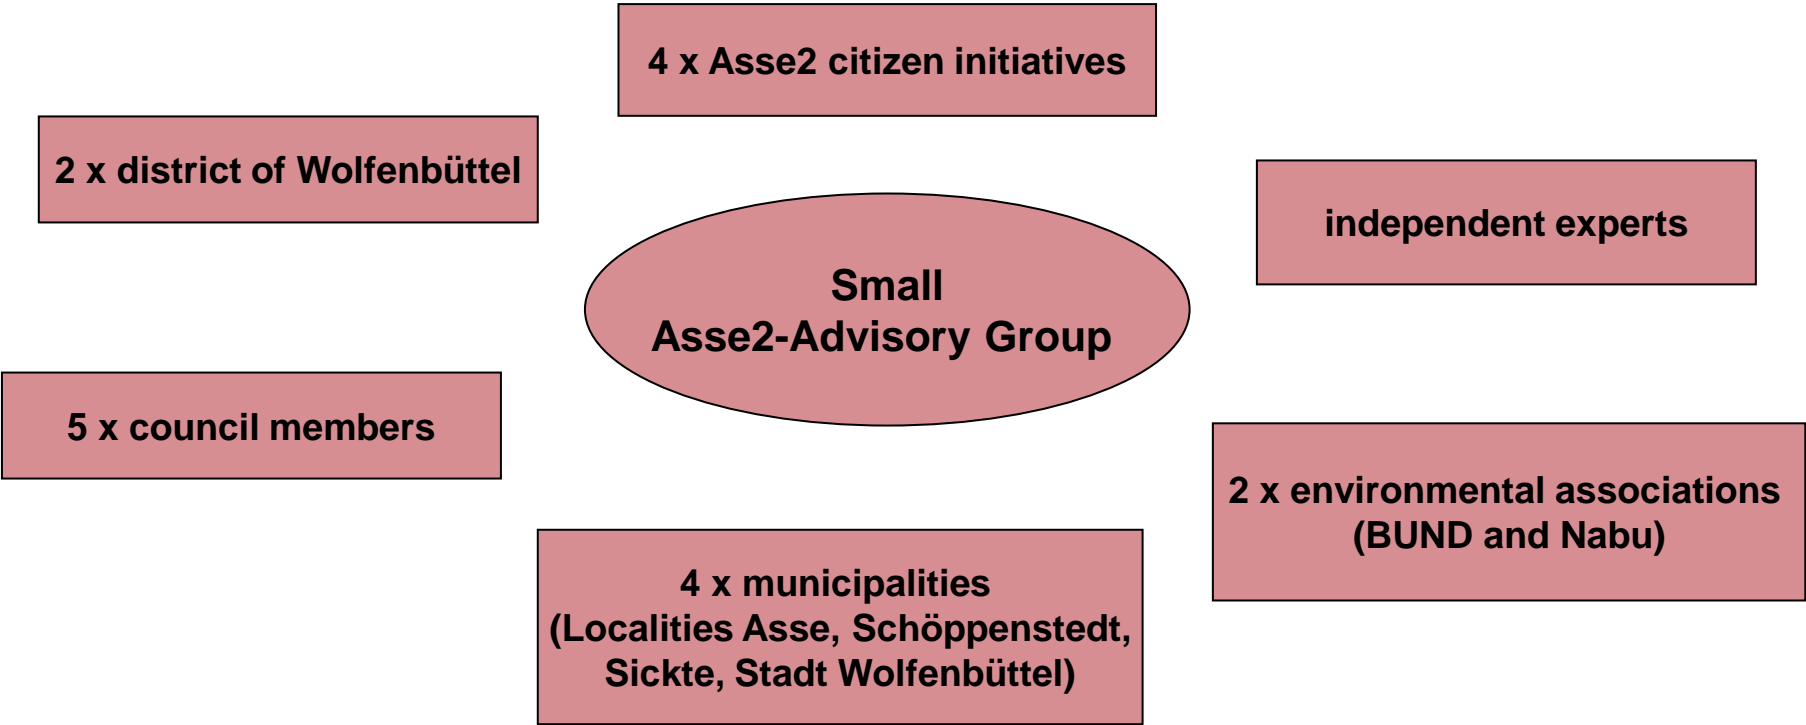 4 x Asse2 citizen initiatives
2 x district of Wolfenbüttel
independent experts
Small
Asse2-Advisory Group
5 x council members
2 x environmental associations
(BUND and Nabu)
4 x municipalities
(Localities Asse, Schöppenstedt,
Sickte, Stadt Wolfenbüttel)